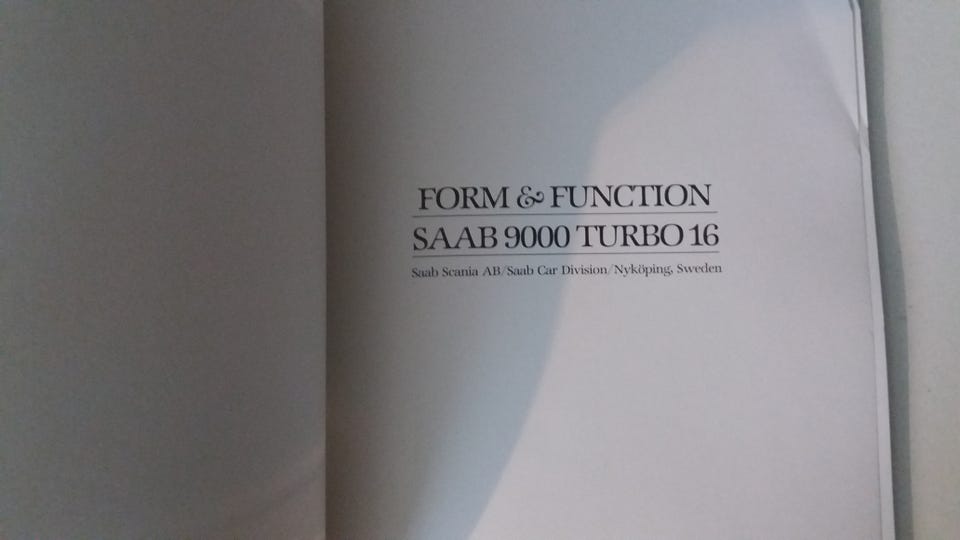 FORM & FUNCTION
SAAB 9000 TURBO 16
Saab Scania AB/Saab Car Division/Nyköping, Sweden